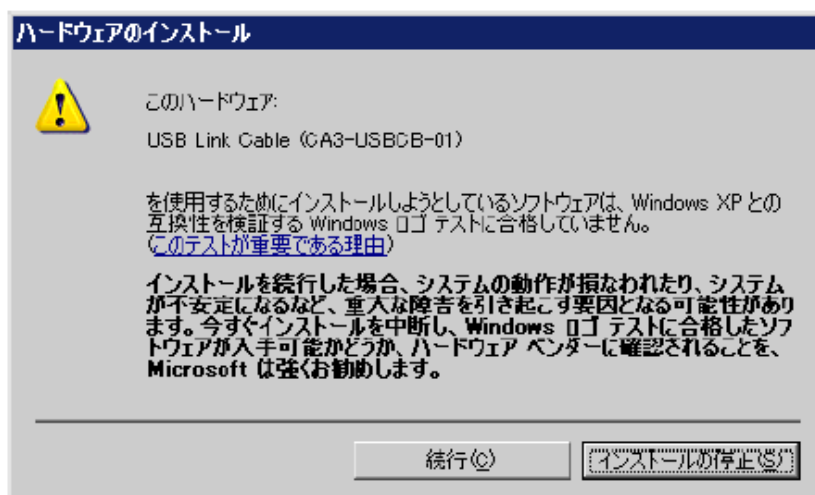 ハードウェアのインストール
このハードウェア:
USB Link Cable (CA3-USBCB-01)
を使用するためにインストールしようとしているソフトウェアは、Windows XP との
互換性を検証する Windows ロゴ テストに合格していません。
(このテストが重要である理由)
インストールを続行した場合、システムの動作が損なわれたり、システム
が不安定になるなど、重大な障害を引き起こす要因となる可能性があり
ます。今すぐインストールを中断し、Windows ロゴ テストに合格したソフ
トウェアが入手可能かどうか、ハードウェア ベンダーに確認されることを、
Microsoft は強くお勧めします。
続行(C)
インストールの停止(S)